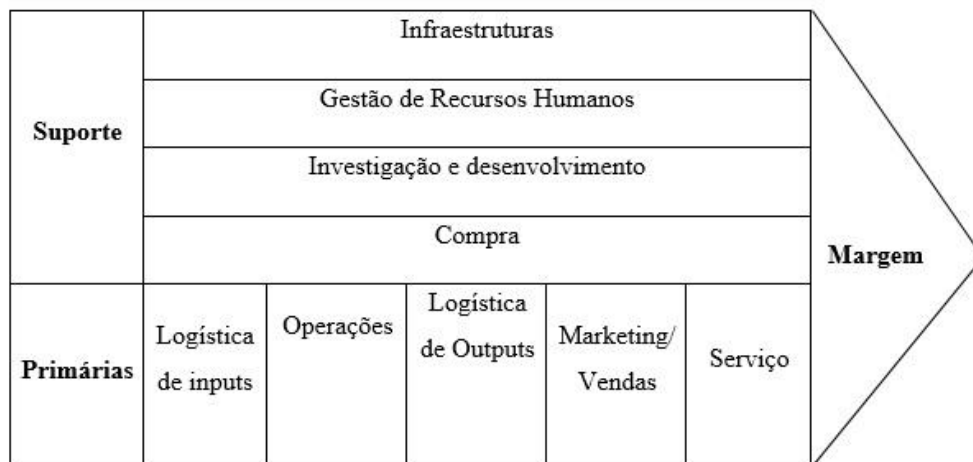 Suporte
Infraestruturas
Gestão de Recursos Humanos
Investigação e desenvolvimento
Compra
Margem
Primárias
Logística
de inputs
Operações
Logística
de Outputs
Marketing/
Vendas
Serviço